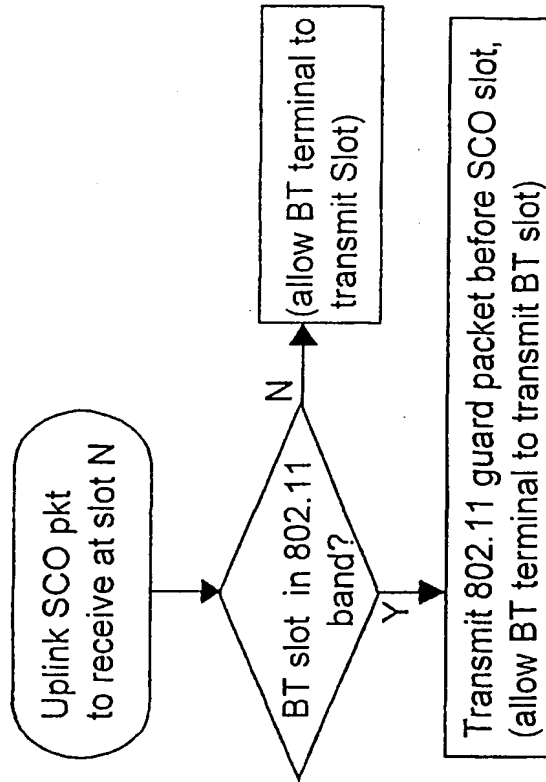 Uplink SCO pkt
to receive at slot N
BT slot in 802.11
band?
N
(allow BT terminal to
transmit Slot)
Y
Transmit 802.11 guard packet before SCO slot,
(allow BT terminal to transmit BT slot)